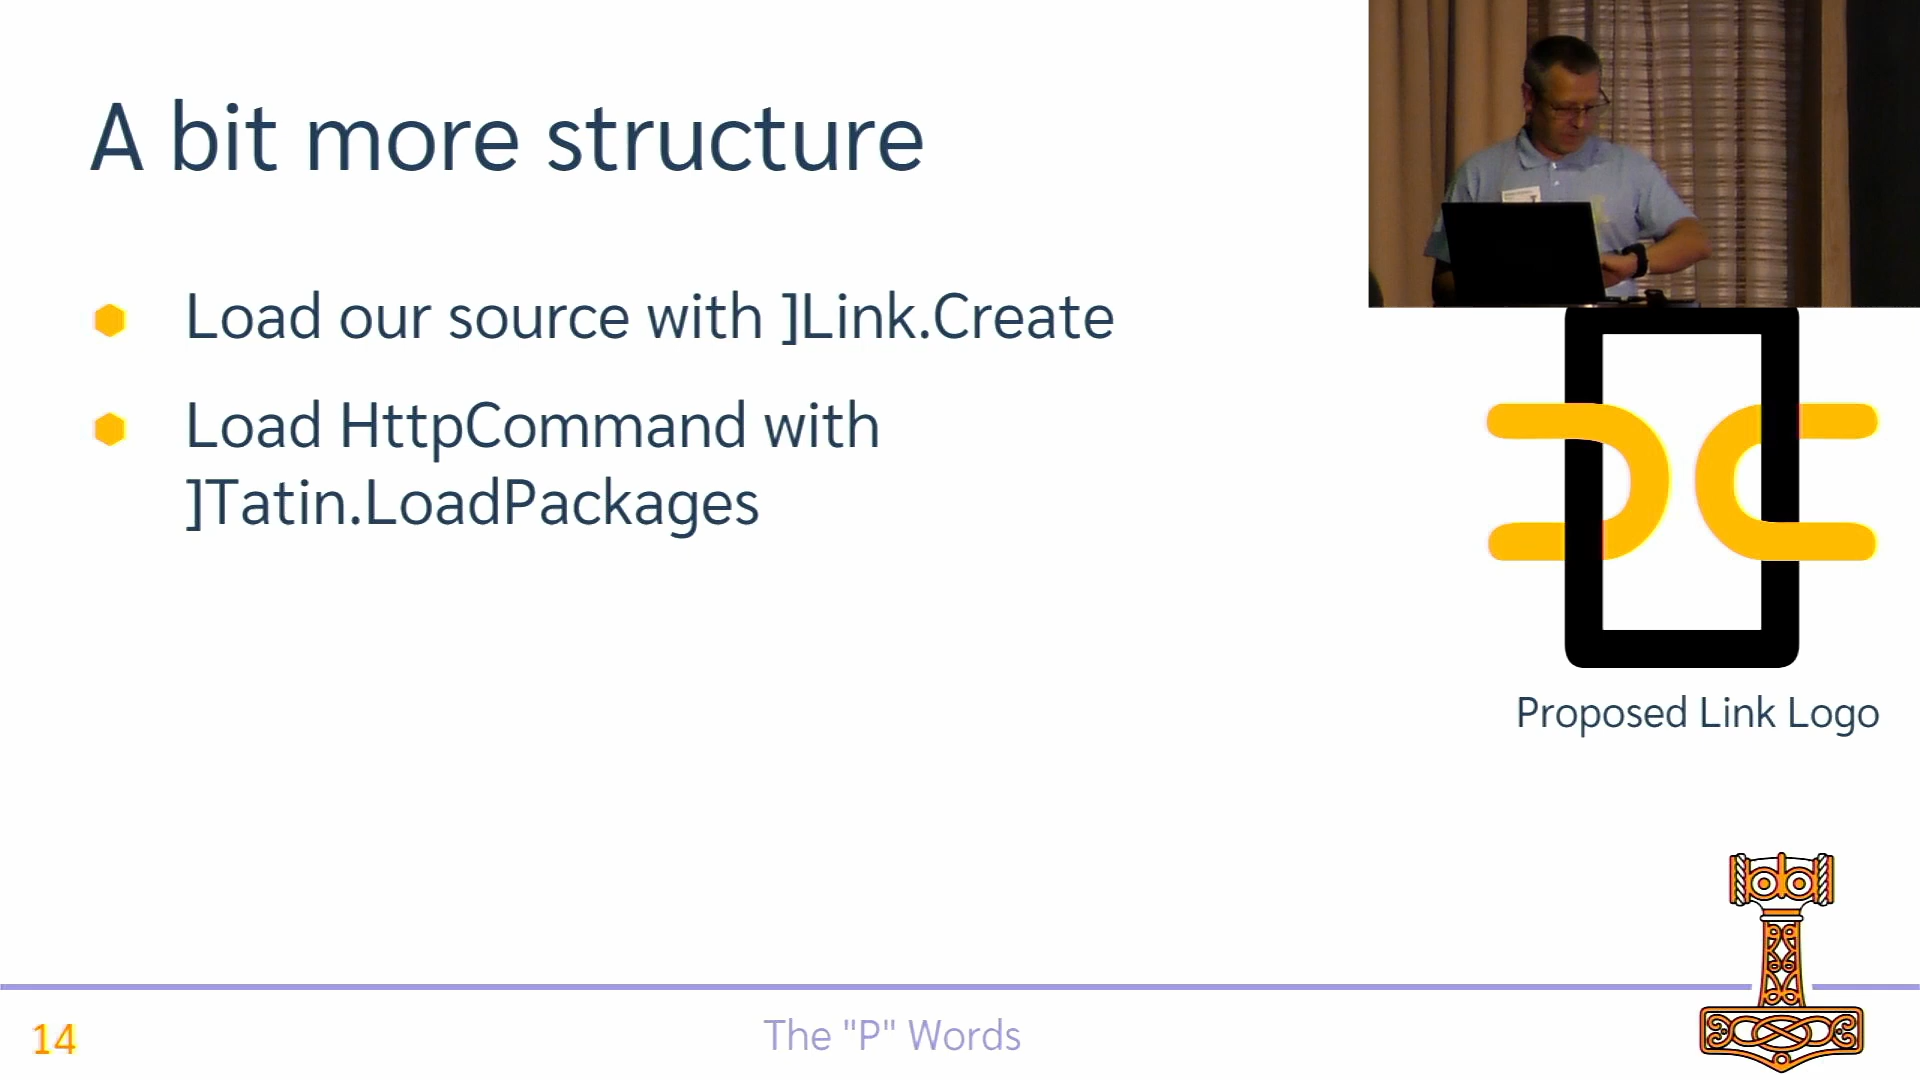 A bit more structure
Load our source with ]Link.Create
Load HttpCommand with
]Tatin.LoadPackages
Proposed Link Logo
14
The "P" Words